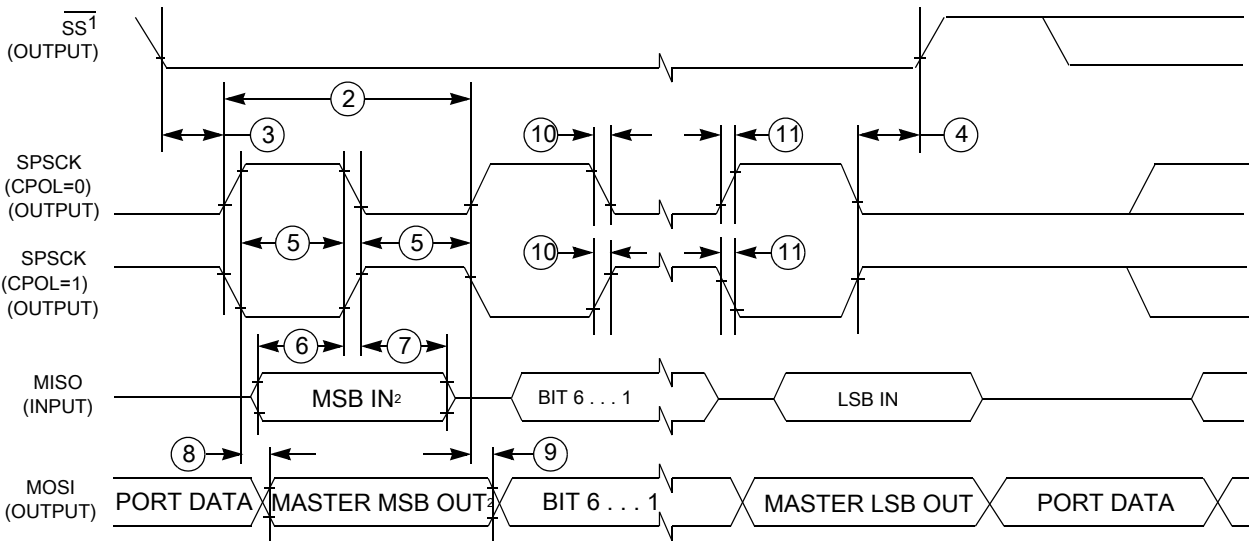 SS1
(OUTPUT)
2
3
10
11
4
SPSCK
(CPOL=0)
(OUTPUT)
5
5
SPSCK
(CPOL=1)
(OUTPUT)
10
11
6
7
MISO
(INPUT)
MSB IN2
BIT 6 . . . 1
LSB IN
8
9
MOSI
(OUTPUT)
PORT DATA
MASTER MSB OUT2
BIT 6 . . . 1
MASTER LSB OUT
PORT DATA